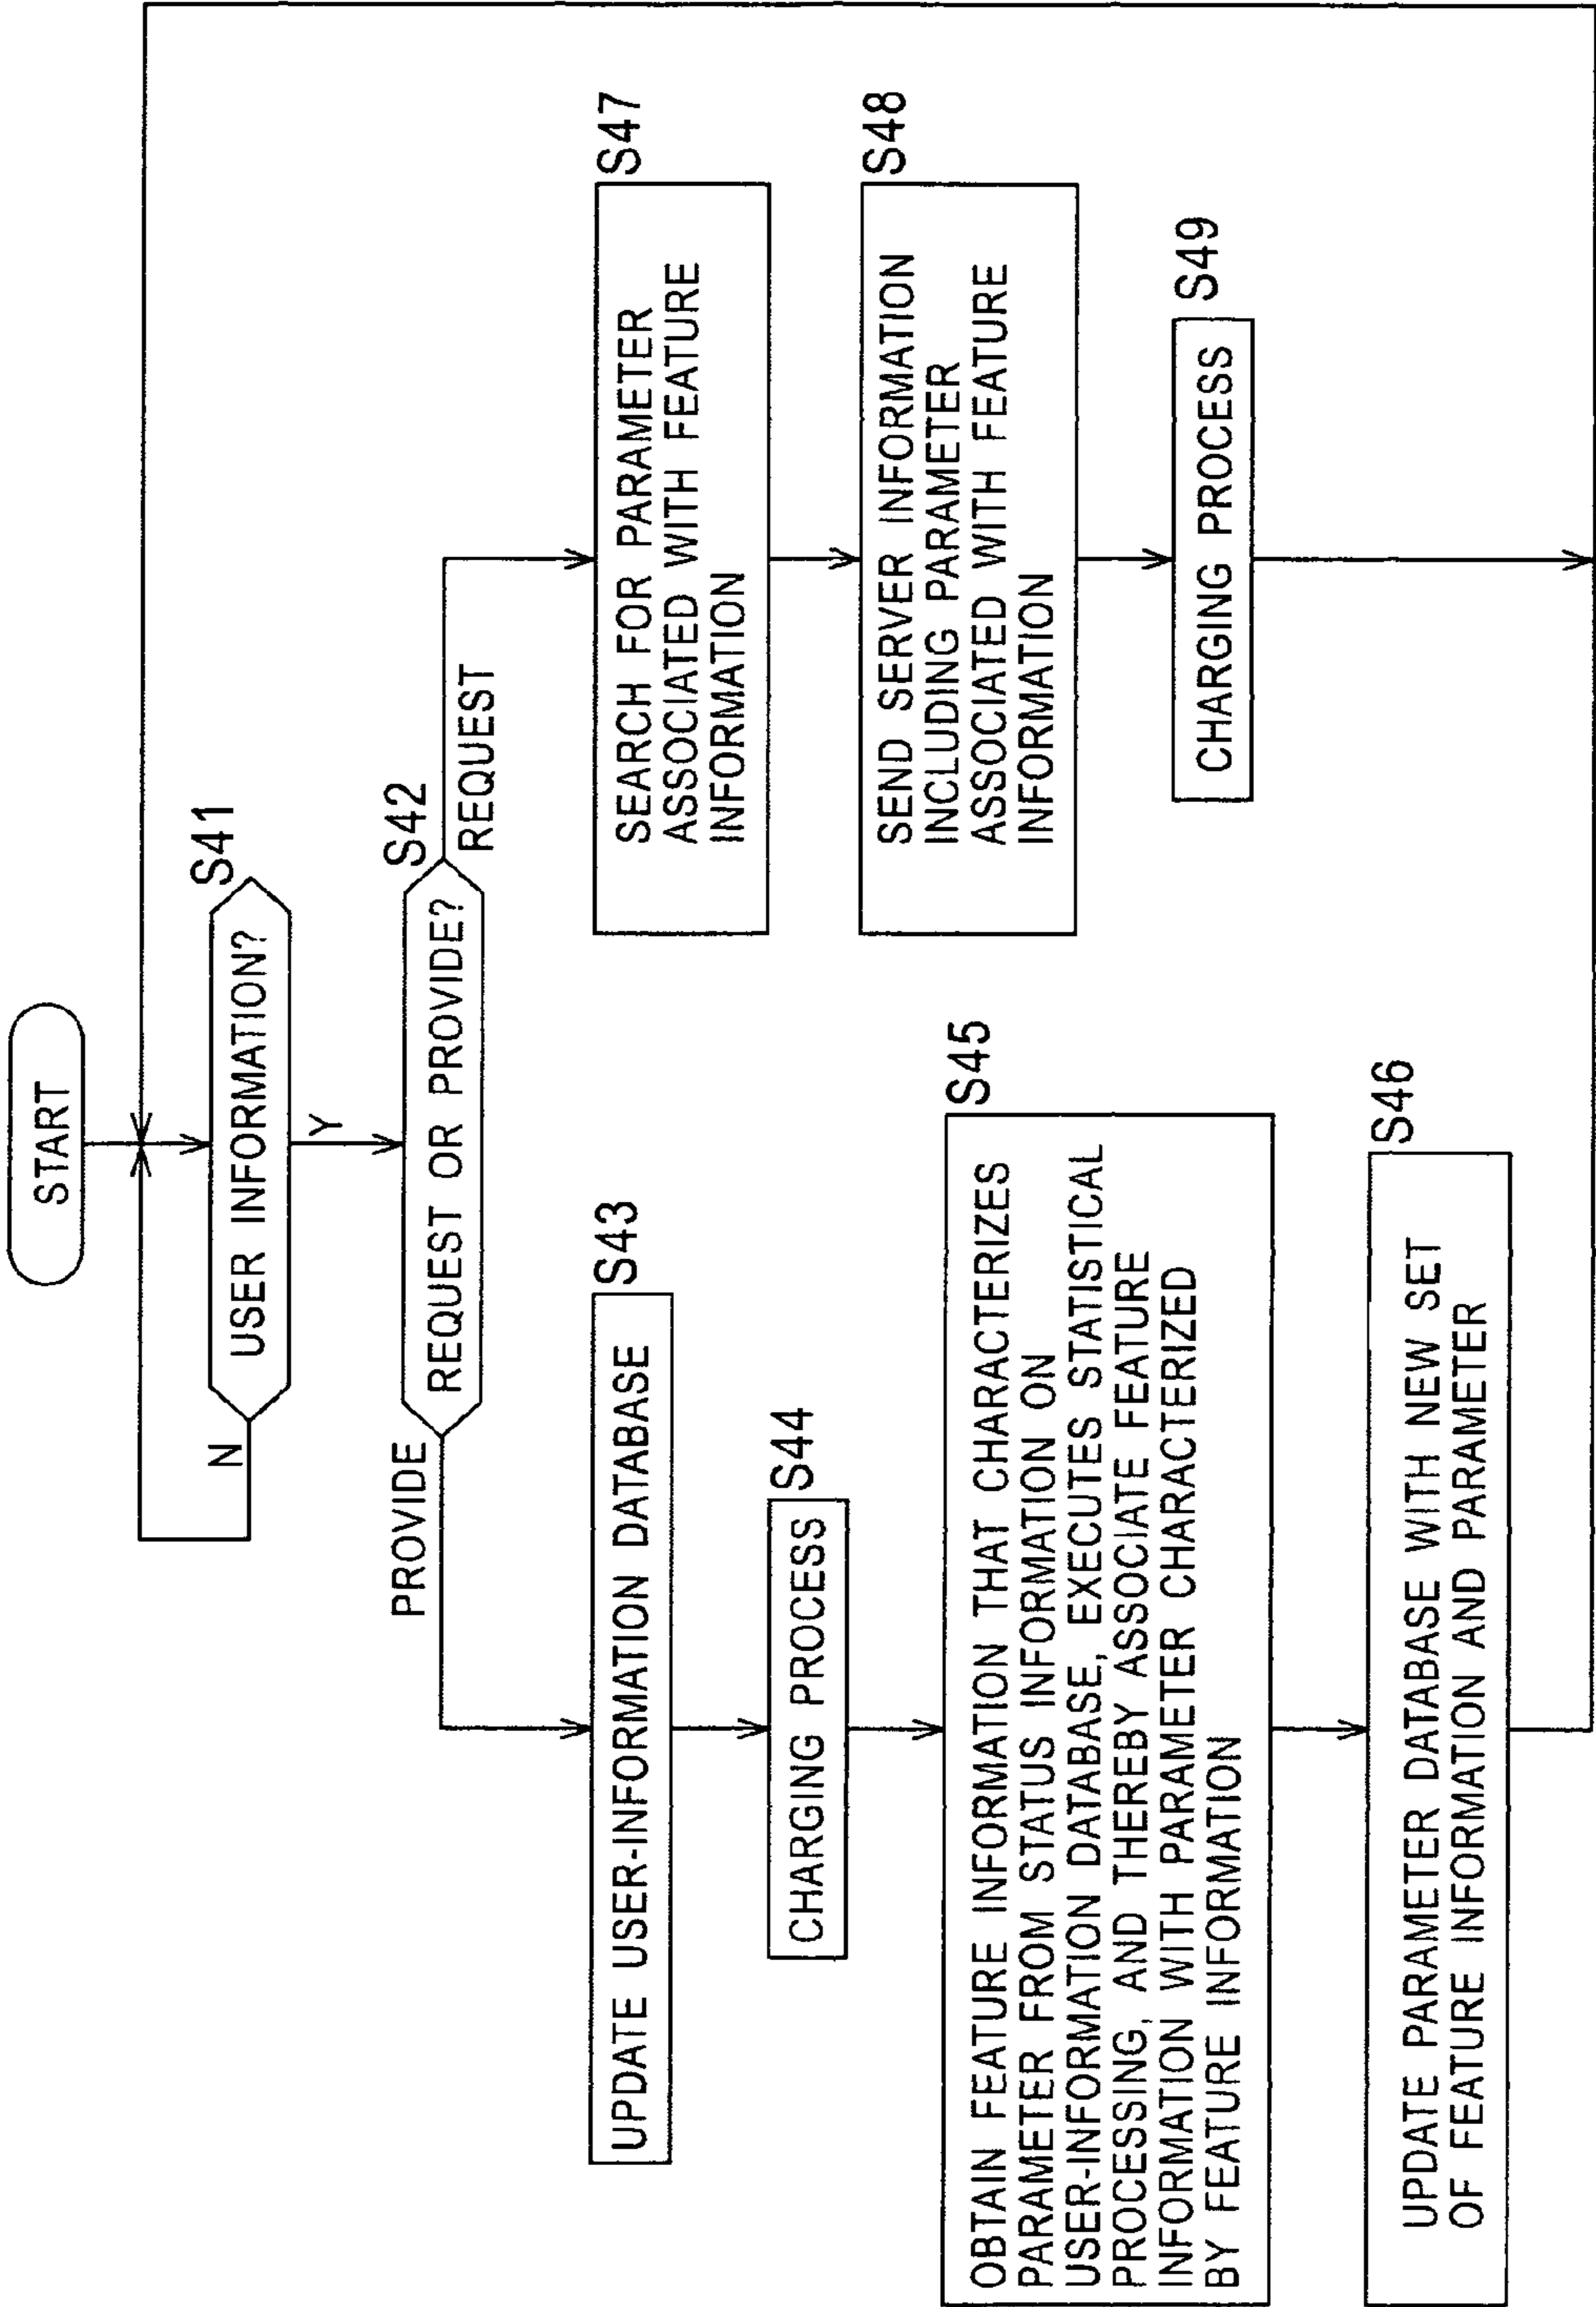 START
USER INFORMATION?
S41
N
Y
REQUEST OR PROVIDE?
S42
PROVIDE
REQUEST
UPDATE USER-INFORMATION DATABASE
S43
CHARGING PROCESS
S44
OBTAIN FEATURE INFORMATION THAT CHARACTERIZES
PARAMETER FROM STATUS INFORMATION ON
USER-INFORMATION DATABASE, EXECUTES STATISTICAL
PROCESSING, AND THEREBY ASSOCIATE FEATURE
INFORMATION WITH PARAMETER CHARACTERIZED
BY FEATURE INFORMATION
S45
UPDATE PARAMETER DATABASE WITH NEW SET
OF FEATURE INFORMATION AND PARAMETER
S46
SEARCH FOR PARAMETER
ASSOCIATED WITH FEATURE
INFORMATION
S47
SEND SERVER INFORMATION
INCLUDING PARAMETER
ASSOCIATED WITH FEATURE
INFORMATION
S48
CHARGING PROCESS
S49